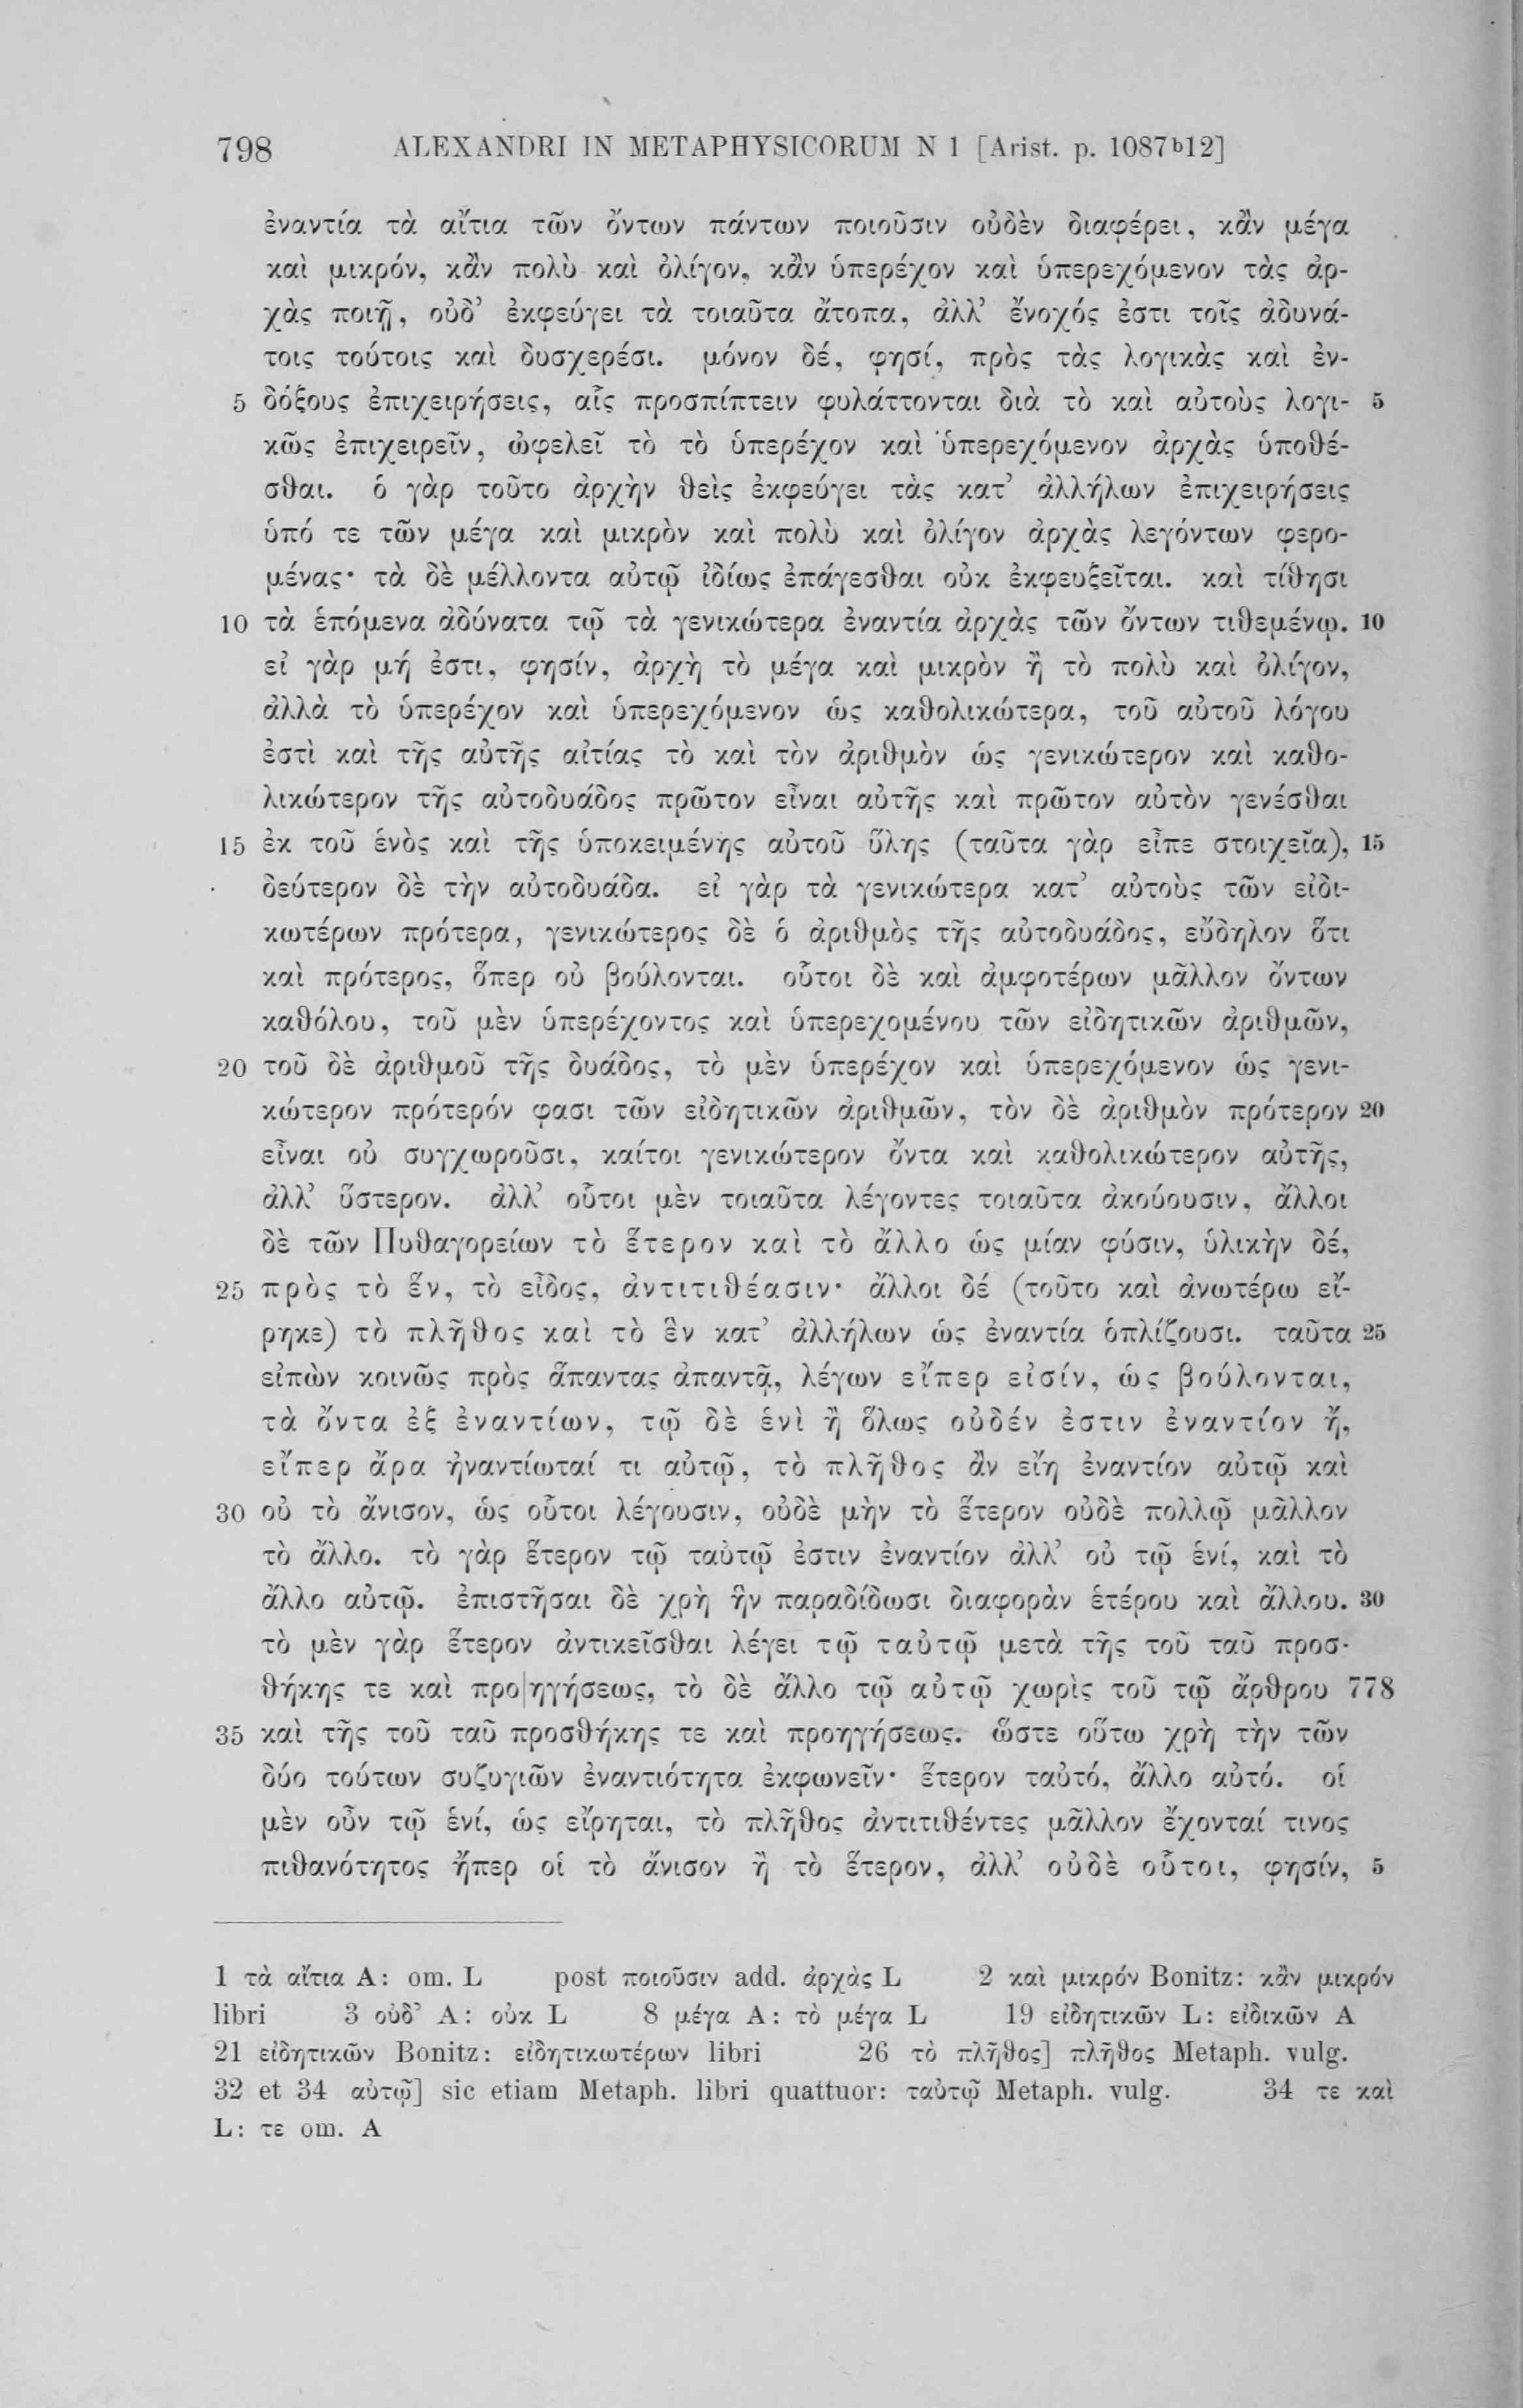 798 ALEXANDRI IN METAPHYSICORUM N 1 [Arist. p. 1087b12]
ἐναντία τὰ αἴτια τῶν ὄντων πάντων ποιοῦσιν οὐδὲν διαφέρει, κἂν μέγα
καὶ μικρόν, κἂν πολὺ καὶ ὀλίγον, κἂν ὑπερέχον καὶ ὑπερεχόμενον τὰς ἀρ-
χὰς ποιῇ, οὐδ’ ἐκφεύγει τὰ τοιαῦτα ἄτοπα, ἀλλ’ ἔνοχός ἐστι τοῖς ἀδυνά-
τοις τούτοις καὶ δυσχερέσι. μόνον δέ, φησί, πρὸς τὰς λογικὰς καὶ ἐν-
5 δόξους ἐπιχειρήσεις, αἷς προσπίπτειν φυλάττονται διὰ τὸ καὶ αὐτοὺς λογι- 5
κῶς ἐπιχειρεῖν, ὠφελεῖ τὸ τὸ ὑπερέχον καὶ ὑπερεχόμενον ἀρχὰς ὑποθέ-
σθαι. ὁ γὰρ τοῦτο ἀρχὴν θεὶς ἐκφεύγει τὰς κατ’ ἀλλήλων ἐπιχειρήσεις
ὑπό τε τῶν μέγα καὶ μικρὸν καὶ πολὺ καὶ ὀλίγον ἀρχὰς λεγόντων φερο-
μένας· τὰ δὲ μέλλοντα αὐτῷ ἰδίως ἐπάγεσθαι οὐκ ἐκφευξεῖται. καὶ τίθησι
10 τὰ ἑπόμενα ἀδύνατα τῷ τὰ γενικώτερα ἐναντία ἀρχὰς τῶν ὄντων τιθεμένῳ. 10
εἰ γὰρ μή ἐστι, φησίν, ἀρχὴ τὸ μέγα καὶ μικρὸν ἢ τὸ πολὺ καὶ ὀλίγον,
ἀλλὰ τὸ ὑπερέχον καὶ ὑπερεχόμενον ὡς καθολικώτερα, τοῦ αὐτοῦ λόγου
ἐστὶ καὶ τῆς αὐτῆς αἰτίας τὸ καὶ τὸν ἀριθμὸν ὡς γενικώτερον καὶ καθο-
λικώτερον τῆς αὐτοδυάδος πρῶτον εἶναι αὐτῆς καὶ πρῶτον αὐτὸν γενέσθαι
15 ἐκ τοῦ ἑνὸς καὶ τῆς ὑποκειμένης αὐτοῦ ὕλης (ταῦτα γὰρ εἶπε στοιχεῖα), 15
δεύτερον δὲ τὴν αὐτοδυάδα. εἰ γὰρ τὰ γενικώτερα κατ’ αὐτοὺς τῶν εἰδι-
κωτέρων πρότερα, γενικώτερος δὲ ὁ ἀριθμὸς τῆς αὐτοδυάδος, εὔδηλον ὅτι
καὶ πρότερος, ὅπερ οὐ βούλονται. οὗτοι δὲ καὶ ἀμφοτέρων μᾶλλον ὄντων
καθόλου, τοῦ μὲν ὑπερέχοντος καὶ ὑπερεχομένου τῶν εἰδητικῶν ἀριθμῶν,
20 τοῦ δὲ ἀριθμοῦ τῆς δυάδος, τὸ μὲν ὑπερέχον καὶ ὑπερεχόμενον ὡς γενι-
κώτερον πρότερόν φασι τῶν εἰδητικῶν ἀριθμῶν, τὸν δὲ ἀριθμὸν πρότερον 20
εἶναι οὐ συγχωροῦσι, καίτοι γενικώτερον ὄντα καὶ καθολικώτερον αὐτῆς,
ἀλλ’ ὕστερον. ἀλλ’ οὗτοι μὲν τοιαῦτα λέγοντες τοιαῦτα ἀκούουσιν, ἄλλοι
δὲ τῶν Πυθαγορείων τὸ ἕτερον καὶ τὸ ἄλλο ὡς μίαν φύσιν, ὑλικὴν δέ,
25 πρὸς τὸ ἕν, τὸ εἶδος, ἀντιτιθέασιν· ἄλλοι δέ (τοῦτο καὶ ἀνωτέρω εἴ-
ρηκε) τὸ πλῆθος καὶ τὸ ἓν κατ’ ἀλλήλων ὡς ἐναντία ὁπλίζουσι. ταῦτα 25
εἰπὼν κοινῶς πρὸς ἅπαντας ἀπαντᾷ, λέγων εἴπερ εἰσίν, ὡς βούλονται,
τὰ ὄντα ἐξ ἐναντίων, τῷ δὲ ἑνὶ ἢ ὅλως οὐδέν ἐστιν ἐναντίον ἤ,
εἴπερ ἄρα ἠναντίωταί τι αὐτῷ, τὸ πλῆθος ἂν εἴη ἐναντίον αὐτῷ καὶ
30 οὐ τὸ ἄνισον, ὡς οὗτοι λέγουσιν, οὐδὲ μὴν τὸ ἕτερον οὐδὲ πολλῷ μᾶλλον
τὸ ἄλλο. τὸ γὰρ ἕτερον τῷ ταὐτῷ ἐστιν ἐναντίον ἀλλ’ οὐ τῷ ἑνί, καὶ τὸ
ἄλλο αὐτῷ. ἐπιστῆσαι δὲ χρὴ ἣν παραδίδωσι διαφορὰν ἑτέρου καὶ ἄλλου. 30
τὸ μὲν γὰρ ἕτερον ἀντικεῖσθαι λέγει τῷ ταὐτῷ μετὰ τῆς τοῦ ταῦ προσ-
θήκης τε καὶ προ|ηγήσεως, τὸ δὲ ἄλλο τῷ αὐτῷ χωρὶς τοῦ τῷ ἄρθρου 778
35 καὶ τῆς τοῦ ταῦ προσθήκης τε καὶ προηγήσεως. ὥστε οὕτω χρὴ τὴν τῶν
δύο τούτων συζυγιῶν ἐναντιότητα ἐκφωνεῖν· ἕτερον ταὐτό, ἄλλο αὐτό. οἱ
μὲν οὖν τῷ ἑνί, ὡς εἴρηται, τὸ πλῆθος ἀντιτιθέντες μᾶλλον ἔχονταί τινος
πιθανότητος ἤπερ οἱ τὸ ἄνισον ἢ τὸ ἕτερον, ἀλλ’ οὐδὲ οὗτοι, φησίν, 5
1 τὰ αἴτια A: om. L post ποιοῦσιν add. ἀρχὰς L 2 καὶ μικρόν Bonitz: κἂν μικρόν
libri 3 οὐδ’ A: οὐκ L 8 μέγα A: τὸ μέγα L 19 εἰδητικῶν L: εἰδικῶν A
21 εἰδητικῶν Bonitz: εἰδητικωτέρων libri 26 τὸ πλῆθος] πλῆθος Metaph. vulg.
32 et 34 αὐτῷ] sic etiam Metaph. libri quattuor: ταὐτῷ Metaph. vulg. 34 τε καὶ
L: τε om. A